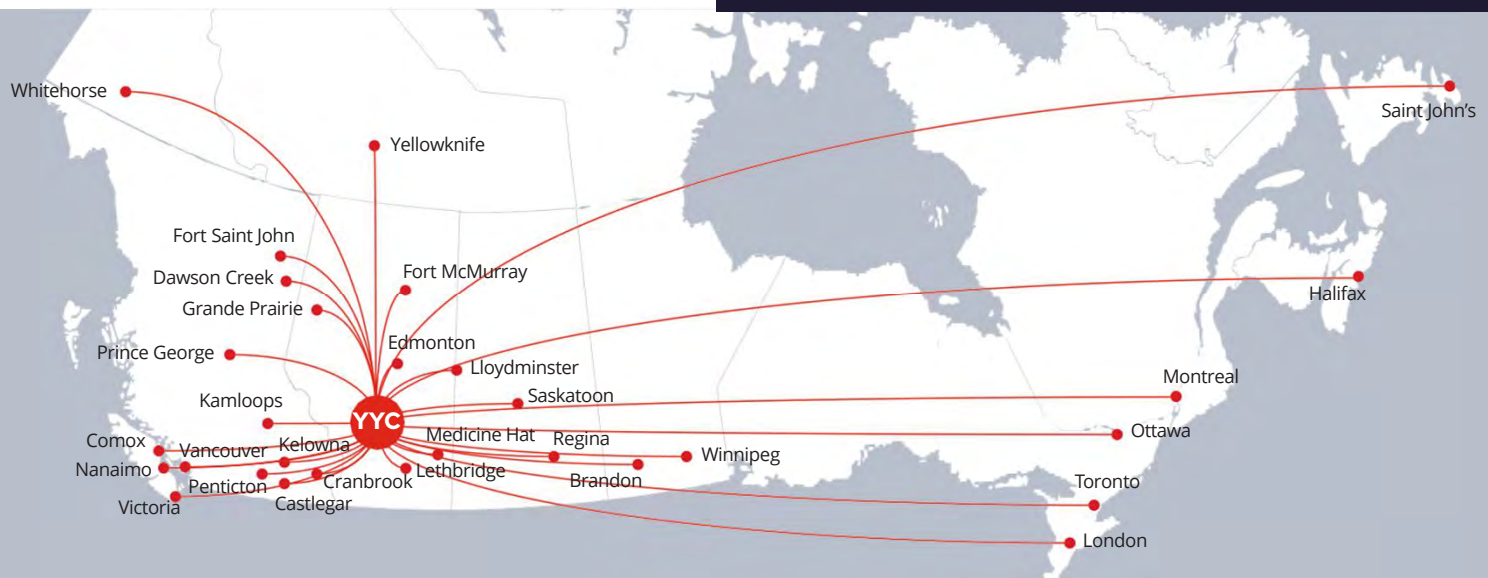 Whitehorse
Saint John’s
Yellowknife
Fort Saint John
Fort McMurray
Dawson Creek
Grande Prairie
Halifax
Edmonton
Prince George
Lloydminster
Montreal
Kamloops
Saskatoon
YYC
Ottawa
Comox
Vancouver
Kelowna
Medicine Hat
Regina
Winnipeg
Nanaimo
Lethbridge
Penticton
Cranbrook
Brandon
Toronto
Victoria
Castlegar
London